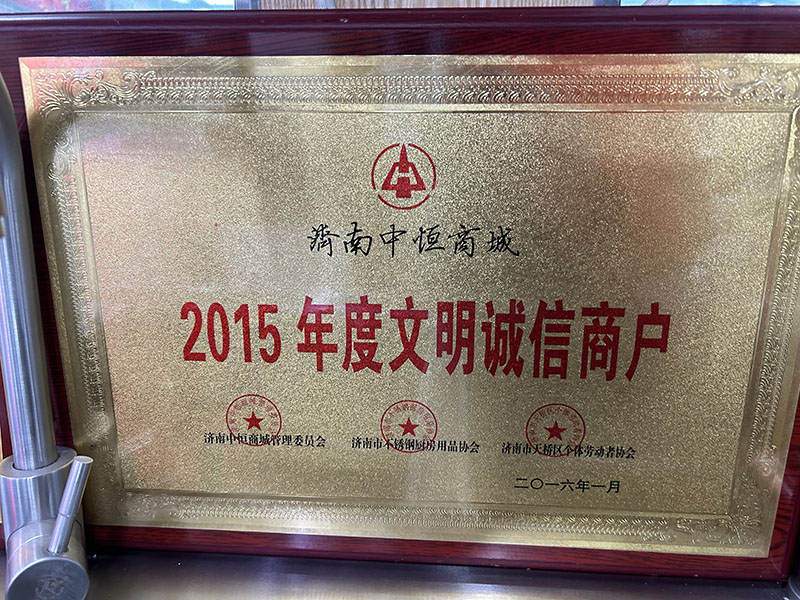 济南中恒商城
2015年度文明诚信商户
济南中恒商城管理委员会 济南市不锈钢厨房用品协会 济南市天桥区个体劳动者协会
二〇一六年一月